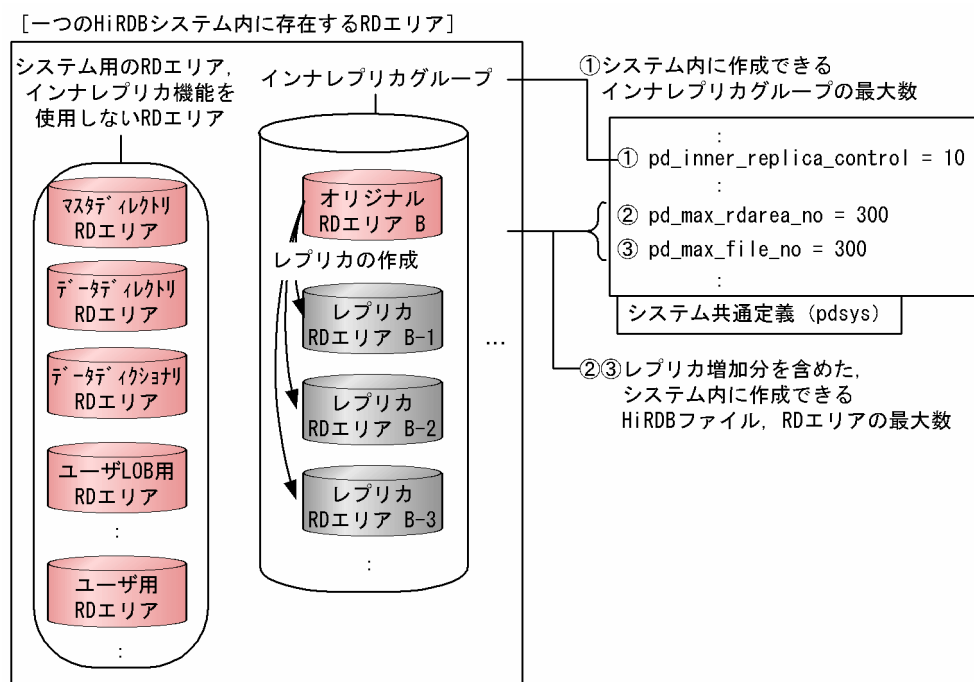 [一つのHiRDBシステム内に存在するRDエリア]
システム用のRDエリア,
インナレプリカ機能を
使用しないRDエリア
マスタディレクトリ
RDエリア
データディレクトリ
RDエリア
データディクショナリ
RDエリア
ユーザLOB用
RDエリア
:
ユーザ用
RDエリア
:
インナレプリカグループ
オリジナル
RDエリア B
レプリカの作成
レプリカ
RDエリア B-1
レプリカ
RDエリア B-2
レプリカ
RDエリア B-3
:
...
①システム内に作成できる
インナレプリカグループの最大数
:
① pd_inner_replica_control = 10
:
② pd_max_rdarea_no = 300
③ pd_max_file_no = 300
:
システム共通定義 (pdsys)
②③レプリカ増加分を含めた,
システム内に作成できる
HiRDBファイル, RDエリアの最大数